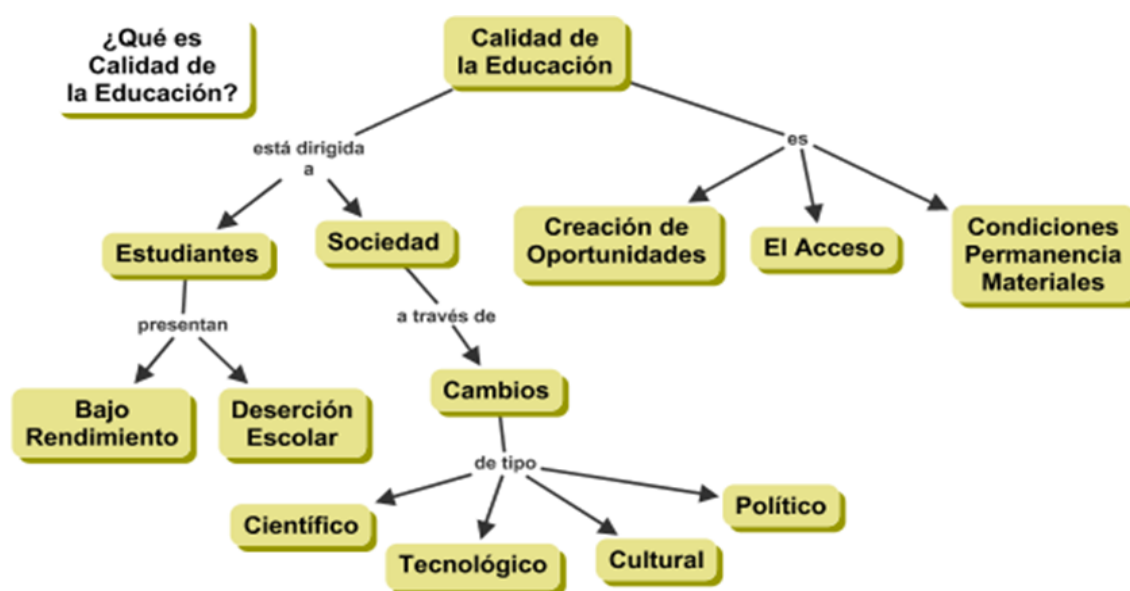 ¿Qué es
Calidad de
la Educación?
Calidad de
la Educación
está dirigida
a
es
Estudiantes
Sociedad
Creación de
Oportunidades
El Acceso
Condiciones
Permanencia
Materiales
presentan
a través de
Bajo
Rendimiento
Deserción
Escolar
Cambios
de tipo
Científico
Tecnológico
Cultural
Político